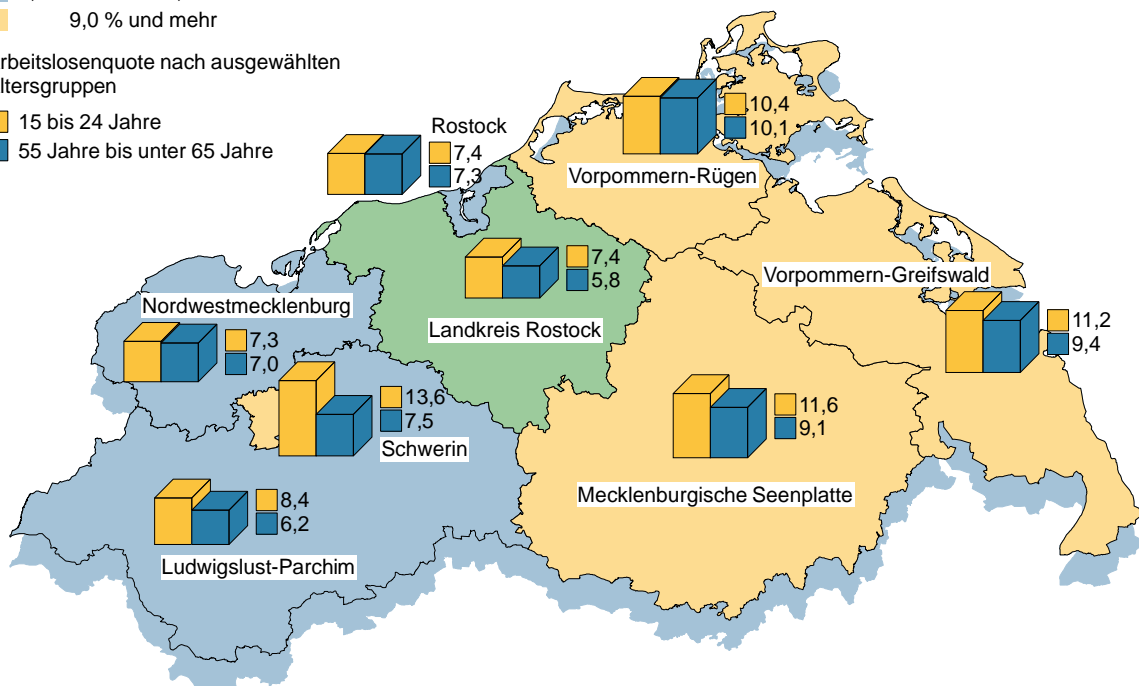 9,0 % und mehr
rbeitslosenquote nach ausgewählten
ltersgruppen
15 bis 24 Jahre
55 Jahre bis unter 65 Jahre
Rostock
7,4
7,3
10,4
10,1
Vorpommern-Rügen
7,4
5,8
Landkreis Rostock
Vorpommern-Greifswald
11,2
9,4
Nordwestmecklenburg
7,3
7,0
13,6
7,5
Schwerin
11,6
9,1
Mecklenburgische Seenplatte
8,4
6,2
Ludwigslust-Parchim